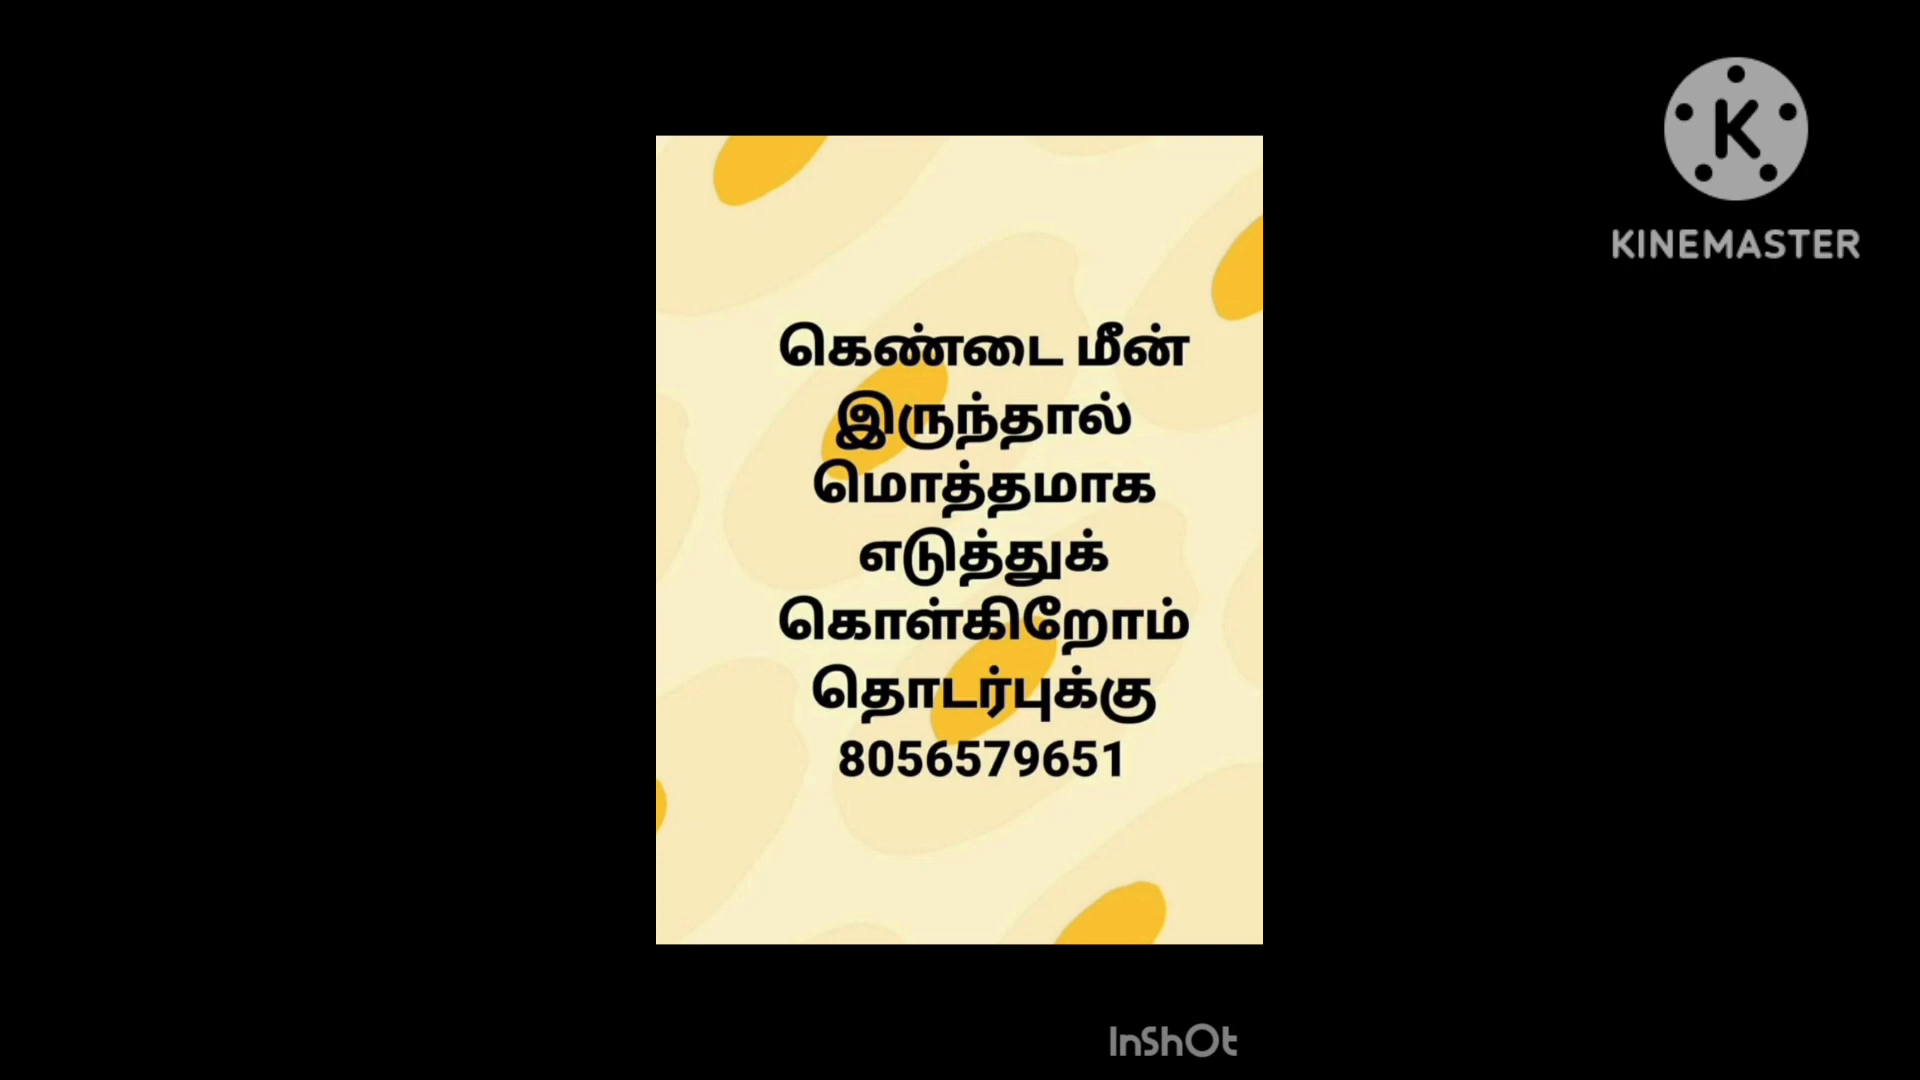 கெண்டை மீன்
இருந்தால்
மொத்தமாக
எடுத்துக்
கொள்கிறோம்
தொடர்புக்கு
8056579651
K
KINEMASTER
InShOt